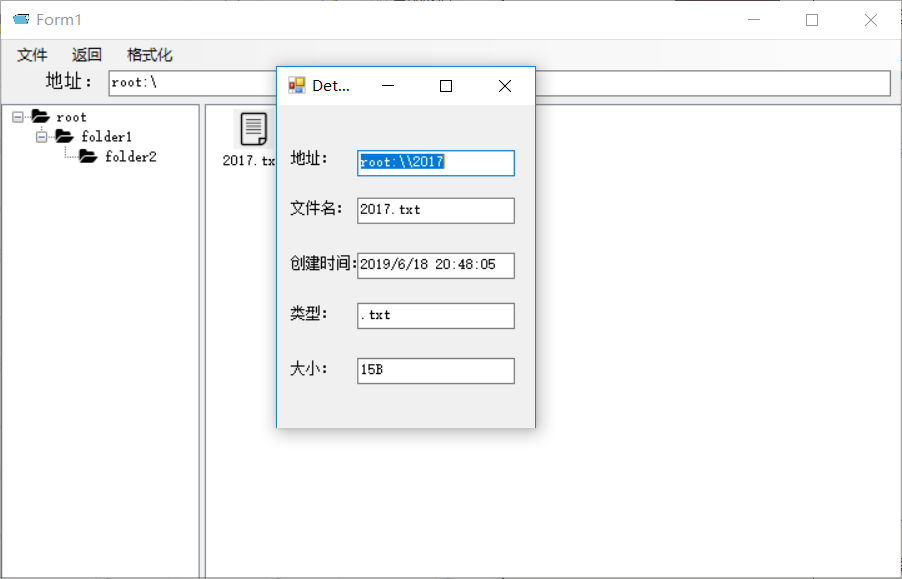 Form1
文件 返回 格式化
地址： root:\
root
folder1
folder2
2017.tx
Det...
地址： root:\\2017
文件名： 2017.txt
创建时间： 2019/6/18 20:48:05
类型： .txt
大小： 15B